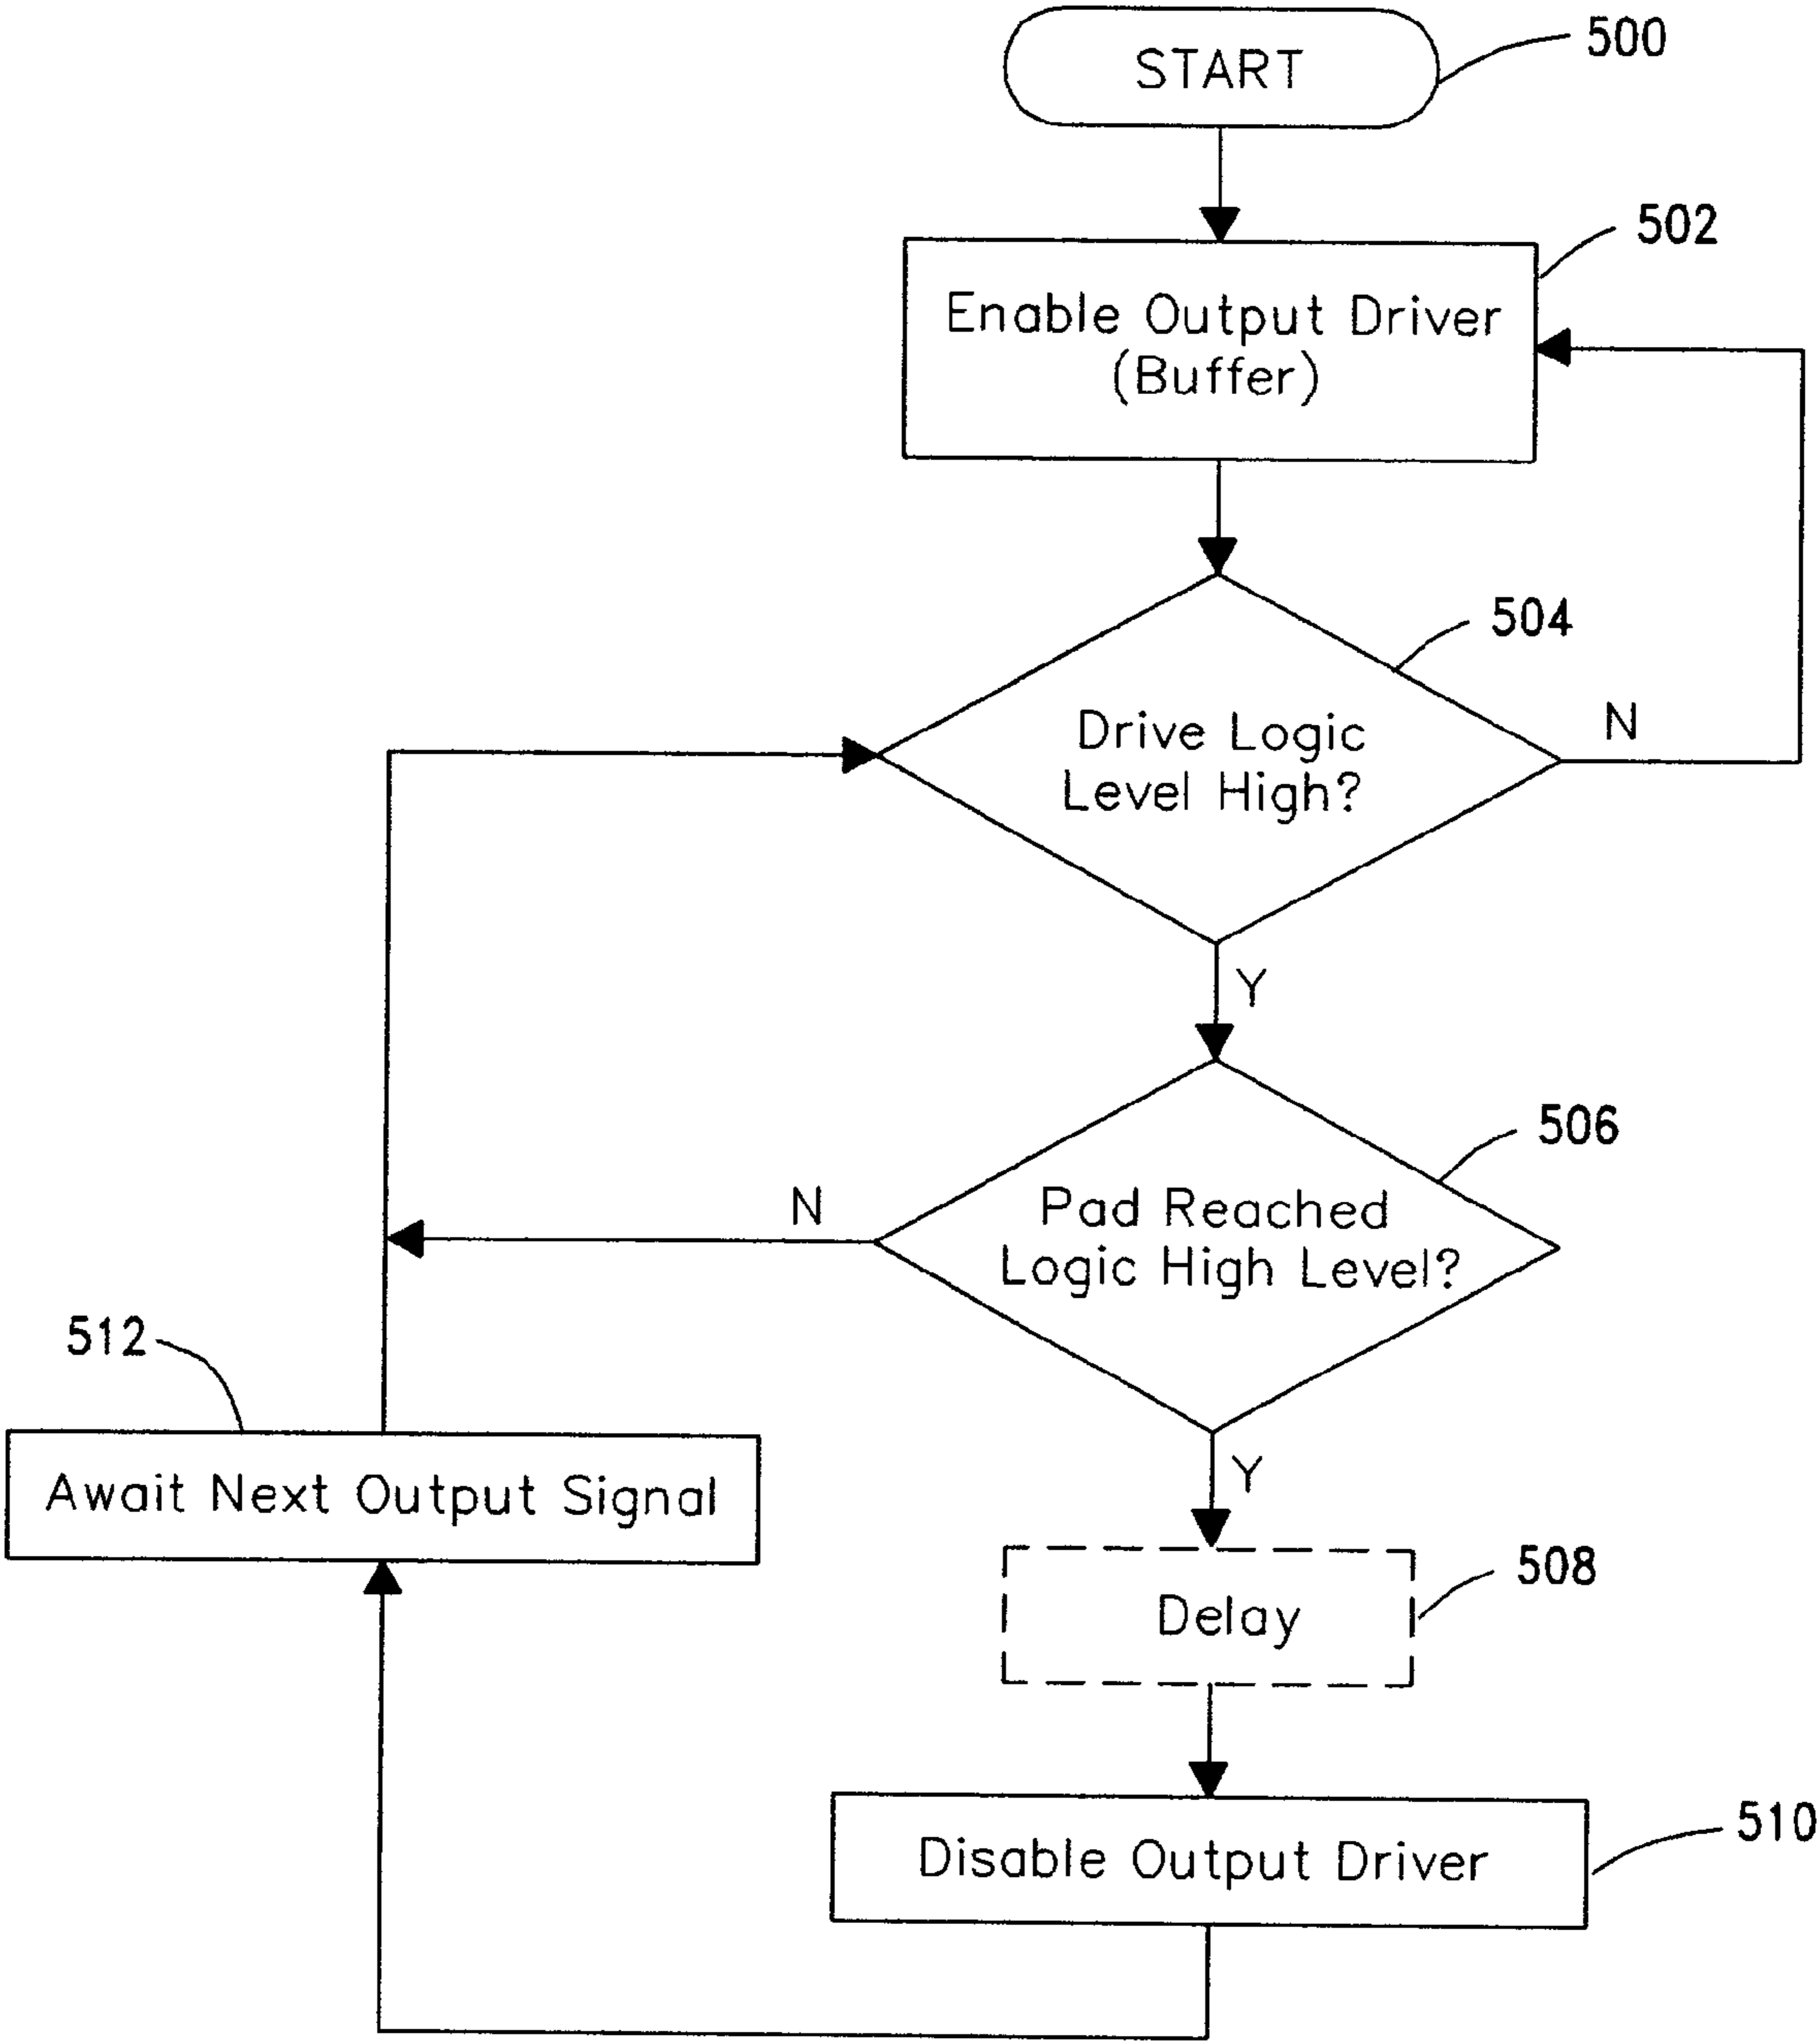 START
500
502
Enable Output Driver
(Buffer)
504
Drive Logic
Level High?
N
Y
506
Pad Reached
Logic High Level?
N
512
Y
Await Next Output Signal
508
Delay
510
Disable Output Driver